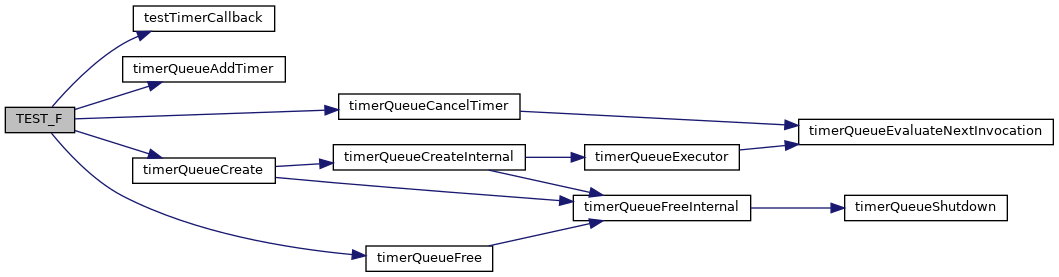 testTimerCallback
timerQueueAddTimer
TEST_F
timerQueueCancelTimer
timerQueueEvaluateNextInvocation
timerQueueCreate
timerQueueCreateInternal
timerQueueExecutor
timerQueueFreeInternal
timerQueueShutdown
timerQueueFree